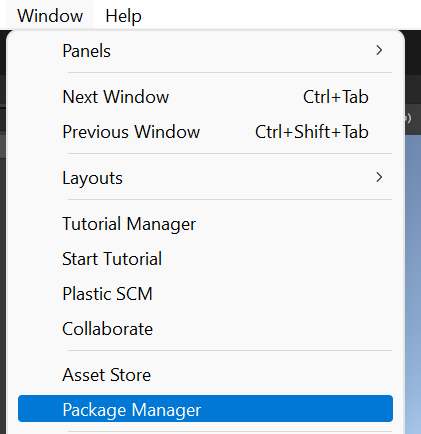 Window Help
Panels
Next Window Ctrl+Tab
Previous Window Ctrl+Shift+Tab
Layouts
Tutorial Manager
Start Tutorial
Plastic SCM
Collaborate
Asset Store
Package Manager